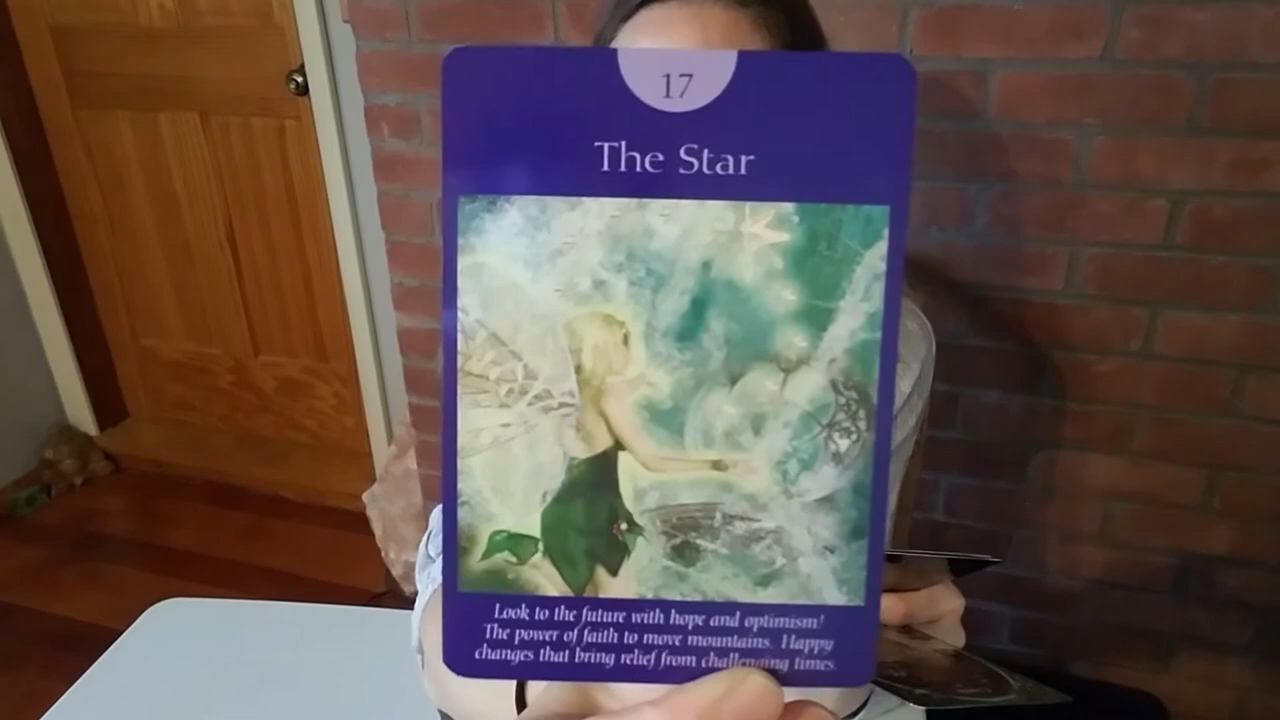 17
The Star
Look to the future with hope and optimism!
The power of faith to move mountains. Happy
changes that bring relief from challenging times.